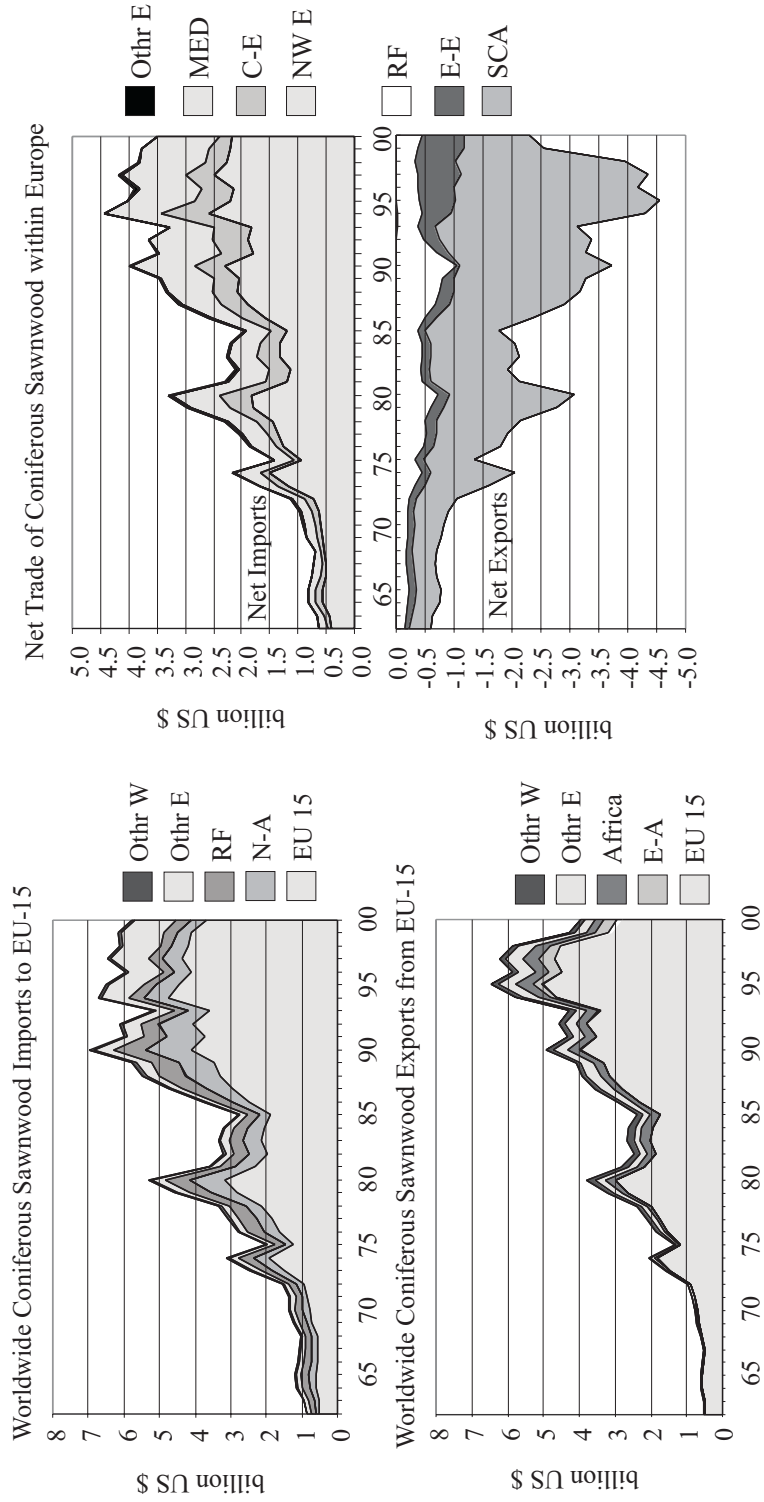 Worldwide Coniferous Sawnwood Imports to EU-15
billion US $
8
7
6
5
4
3
2
1
0
65 70 75 80 85 90 95 00
Othr W
Othr E
RF
N-A
EU 15
Net Trade of Coniferous Sawnwood within Europe
billion US $
5.0
4.5
4.0
3.5
3.0
2.5
2.0
1.5
1.0
0.5
0.0
Net Imports
Othr E
MED
C-E
NW E
65 70 75 80 85 90 95 00
billion US $
0.0
-0.5
-1.0
-1.5
-2.0
-2.5
-3.0
-3.5
-4.0
-4.5
-5.0
Net Exports
RF
E-E
SCA
Worldwide Coniferous Sawnwood Exports from EU-15
billion US $
8
7
6
5
4
3
2
1
0
65 70 75 80 85 90 95 00
Othr W
Othr E
Africa
E-A
EU 15